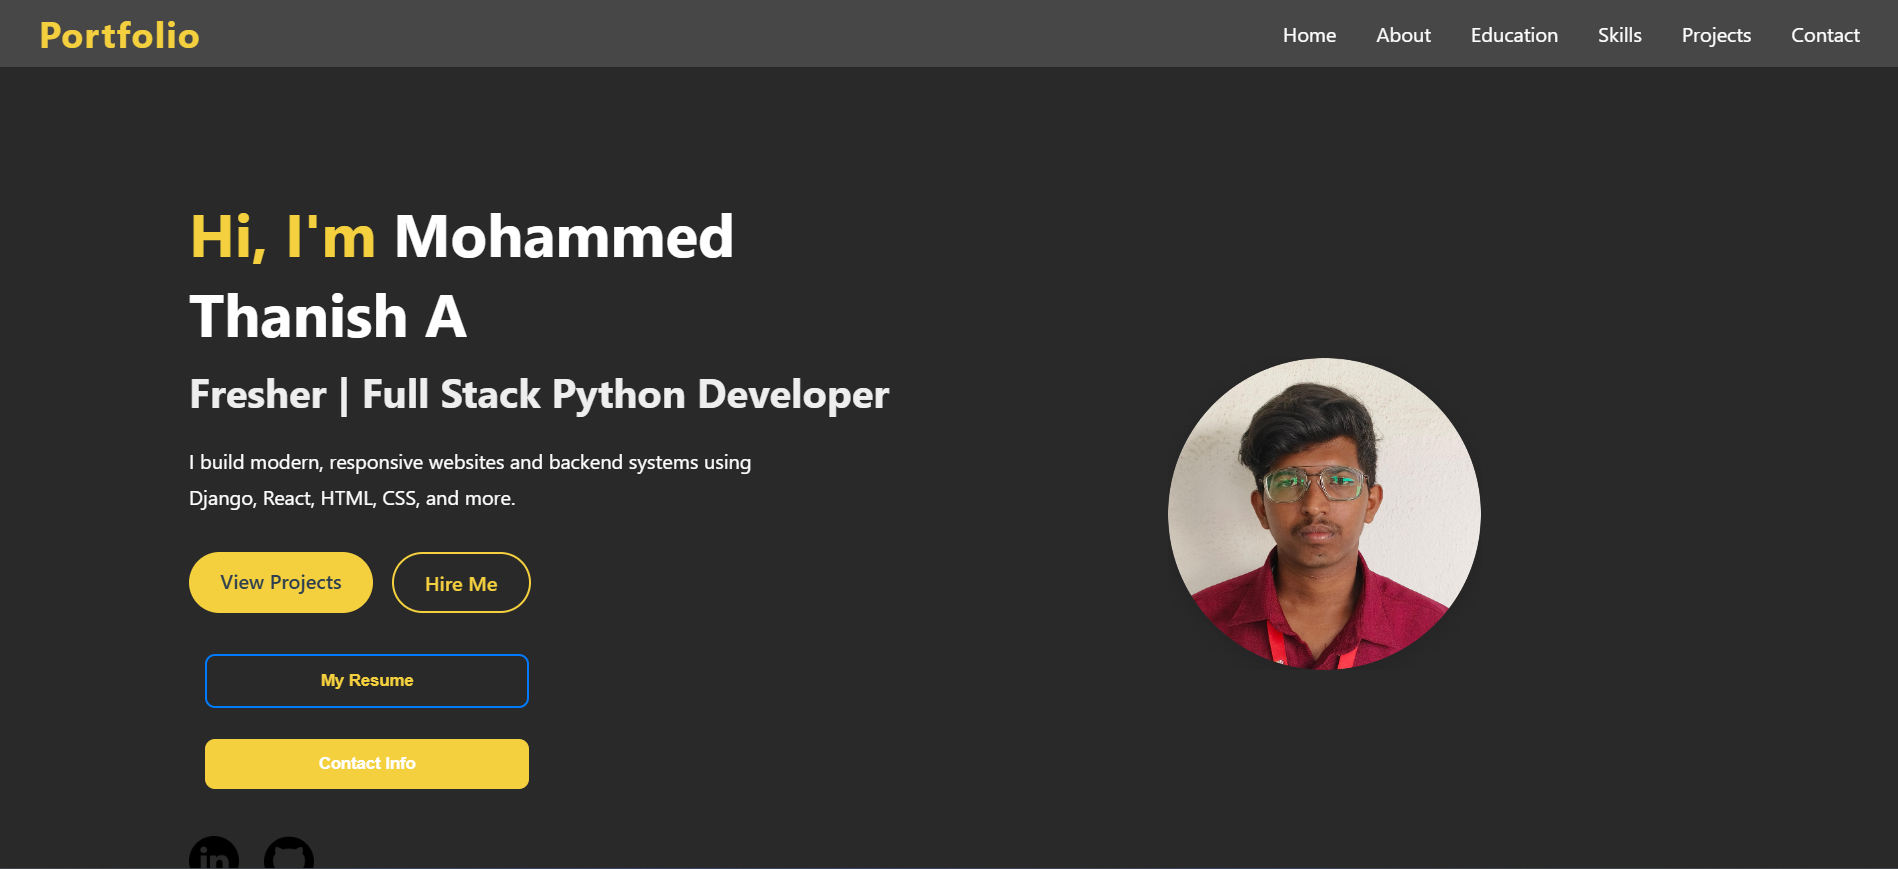 Portfolio
Home About Education Skills Projects Contact
Hi, I'm Mohammed
Thanish A
Fresher | Full Stack Python Developer
I build modern, responsive websites and backend systems using
Django, React, HTML, CSS, and more.
View Projects
Hire Me
My Resume
Contact Info
in